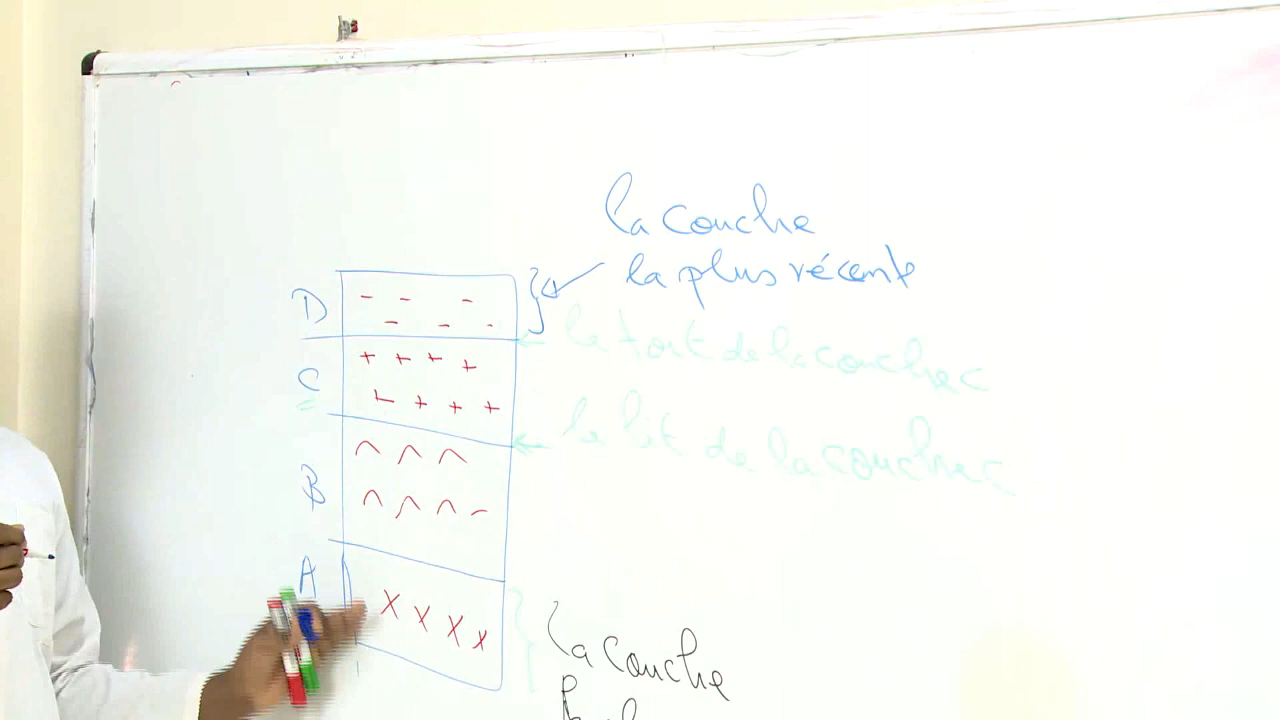 la couche
la plus récente
D
le toit de la couche C
C
le lit de la couche C
B
A
la couche